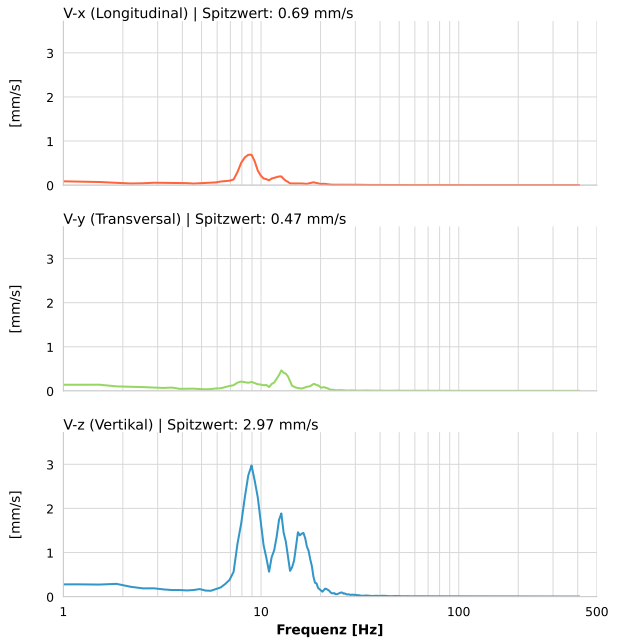 V-x (Longitudinal) | Spitzwert: 0.69 mm/s
3
2
1
0
[mm/s]
V-y (Transversal) | Spitzwert: 0.47 mm/s
3
2
1
0
[mm/s]
V-z (Vertikal) | Spitzwert: 2.97 mm/s
3
2
1
0
[mm/s]
1 10 100 500
Frequenz [Hz]